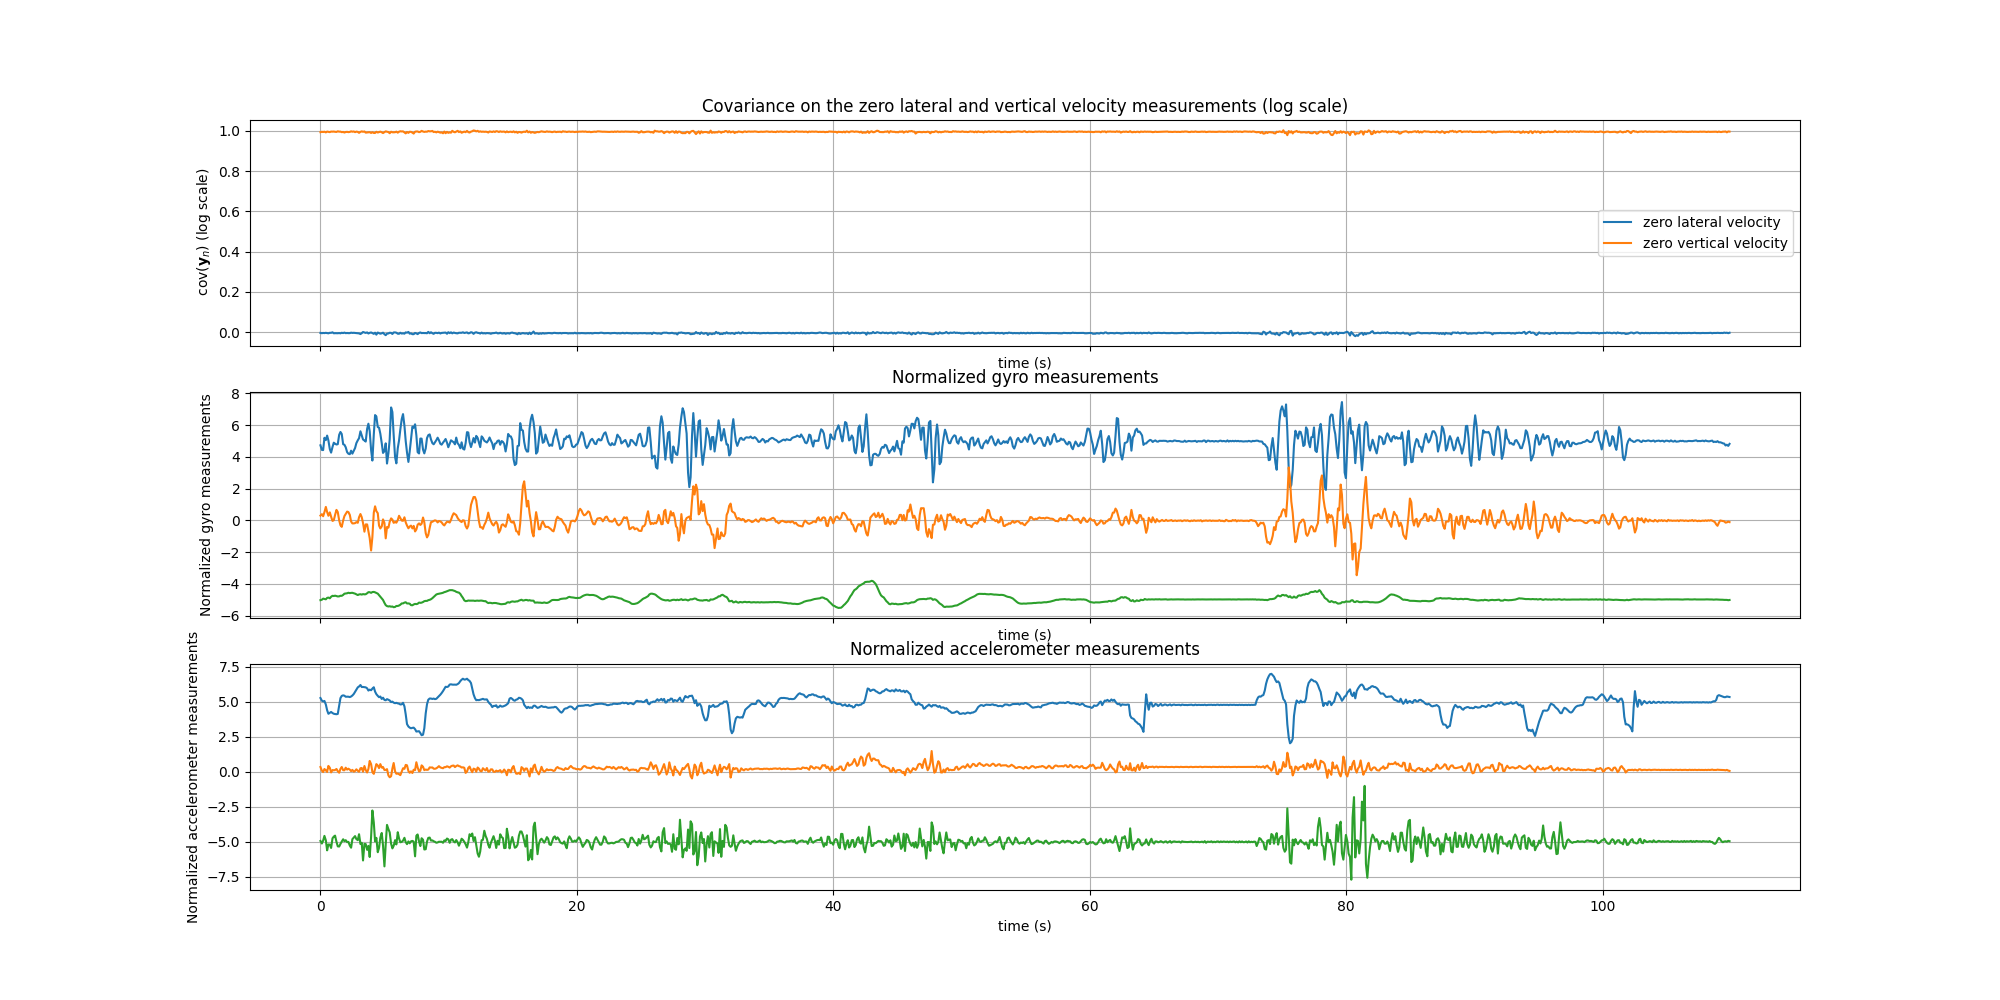 Covariance on the zero lateral and vertical velocity measurements (log scale)
cov(yₙ) (log scale)
1.0
0.8
0.6
0.4
0.2
0.0
zero lateral velocity
zero vertical velocity
time (s)
Normalized gyro measurements
Normalized gyro measurements
8
6
4
2
0
−2
−4
−6
time (s)
Normalized accelerometer measurements
Normalized accelerometer measurements
7.5
5.0
2.5
0.0
−2.5
−5.0
−7.5
0 20 40 60 80 100
time (s)